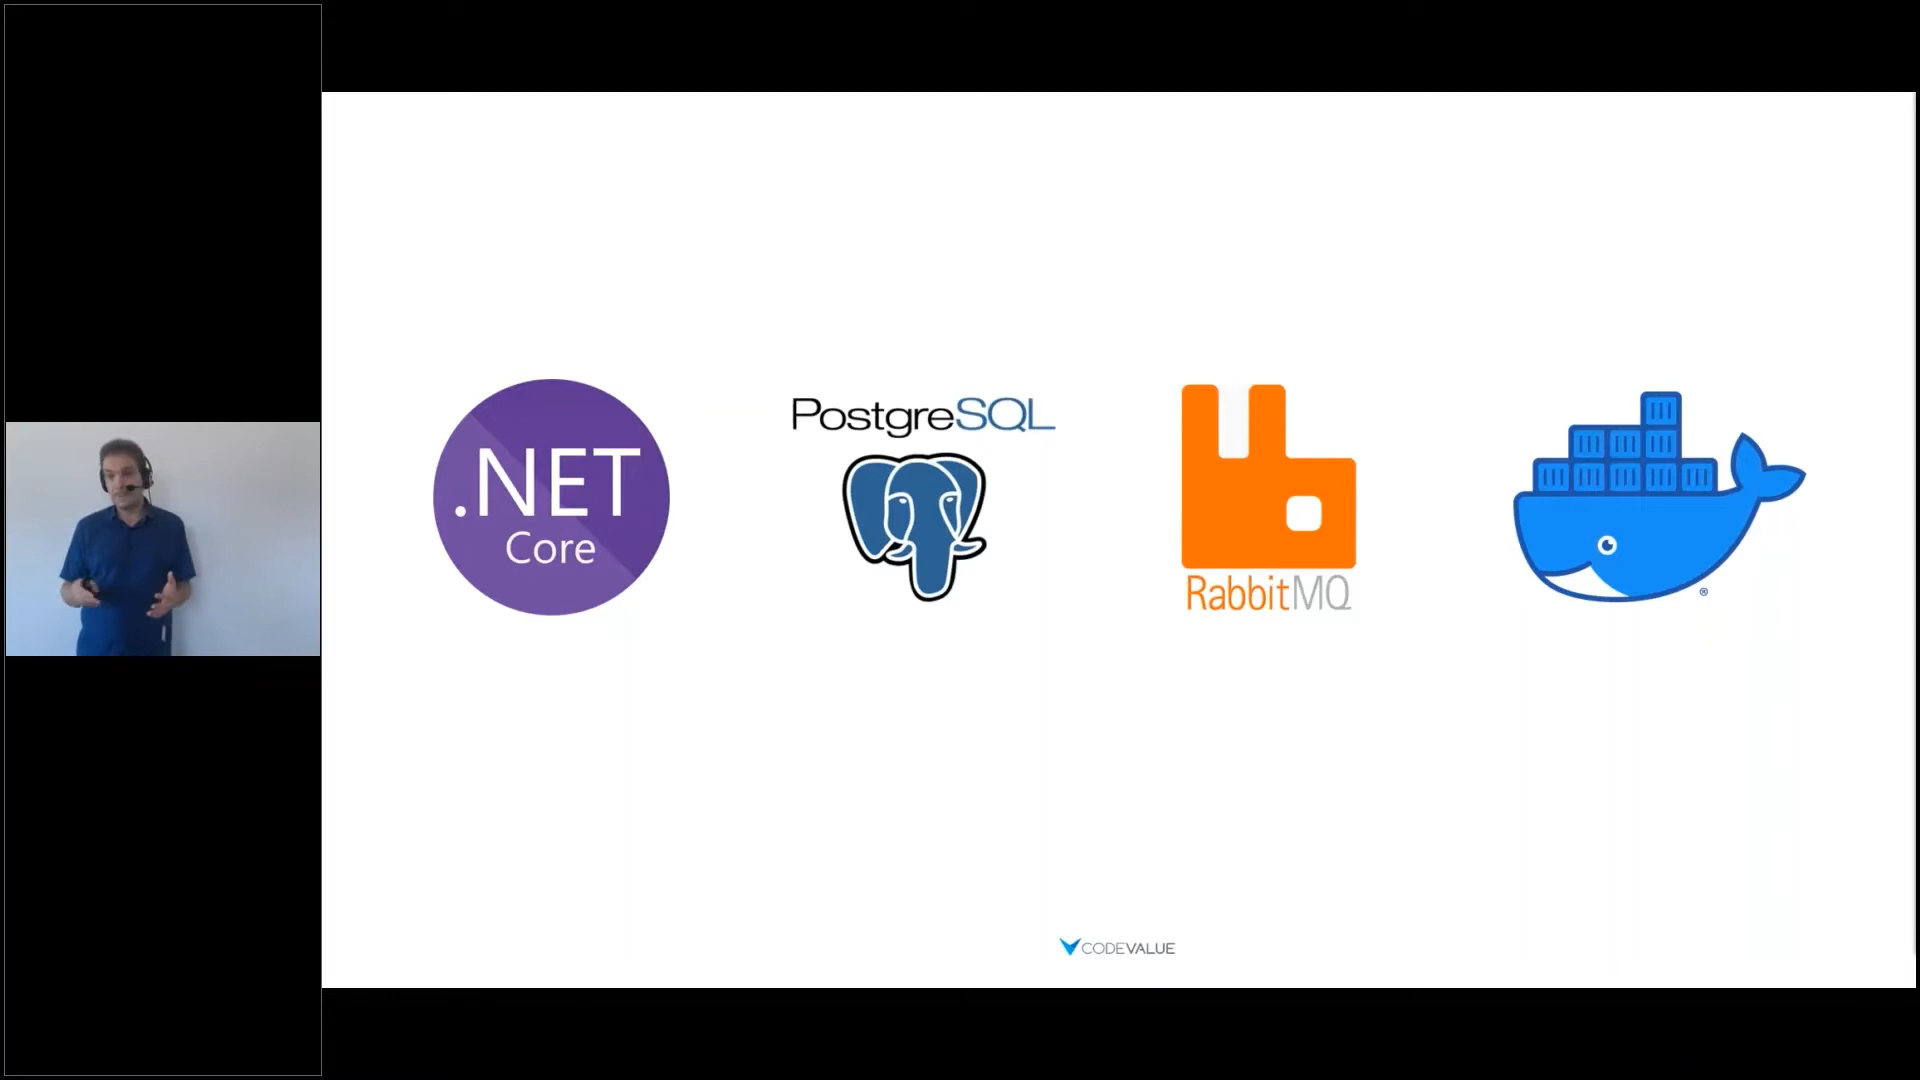 .NET
Core
PostgreSQL
RabbitMQ
®
CODEVALUE